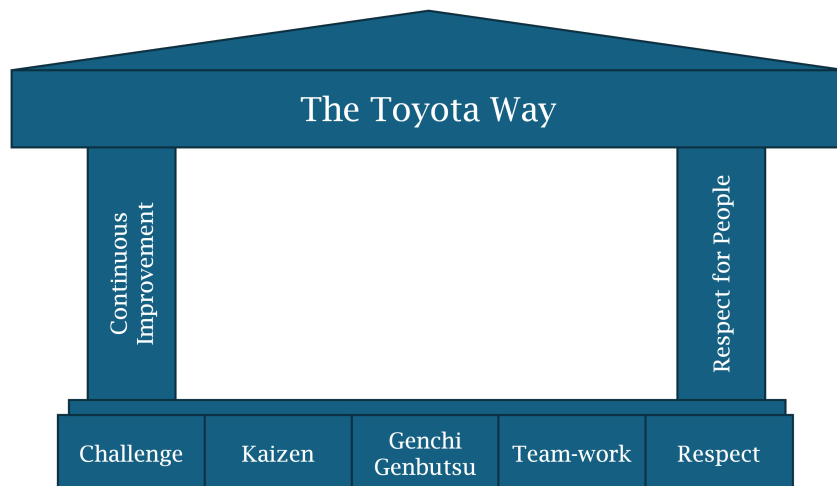 The Toyota Way
Continuous
Improvement
Respect for People
Challenge
Kaizen
Genchi
Genbutsu
Team-work
Respect